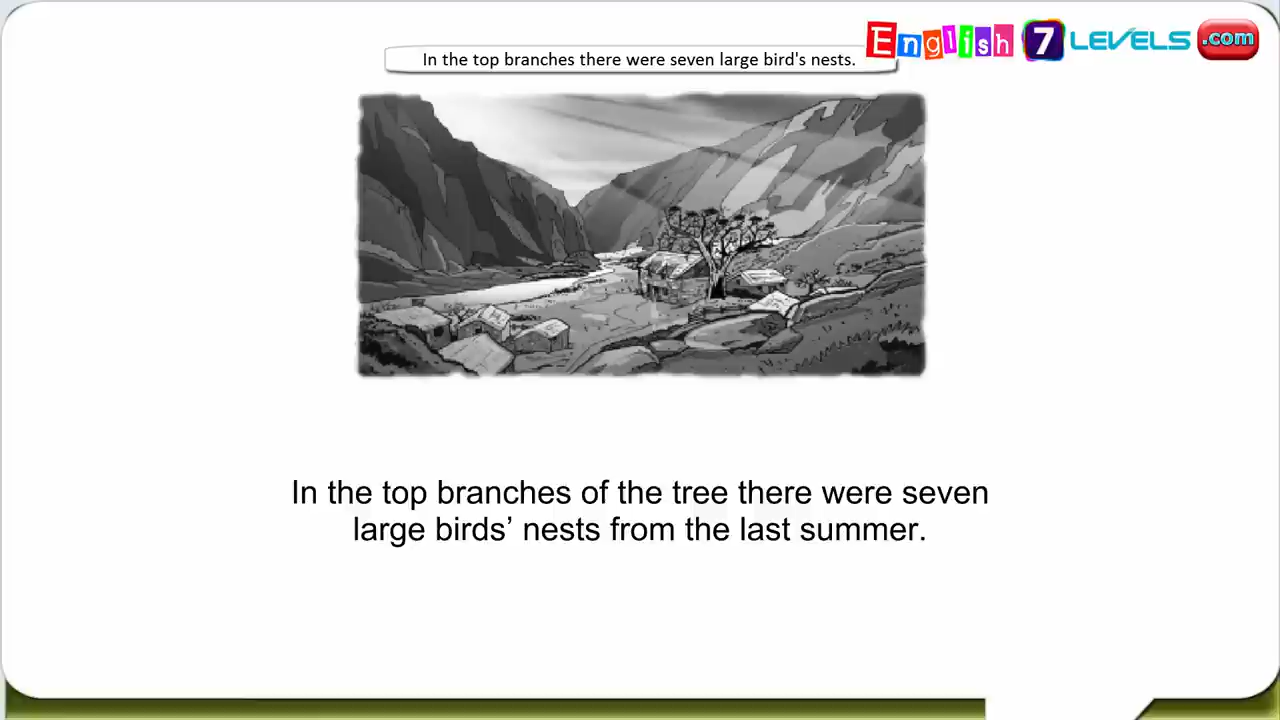 English 7 LEVELS .com
In the top branches there were seven large bird's nests.
In the top branches of the tree there were seven
large birds’ nests from the last summer.